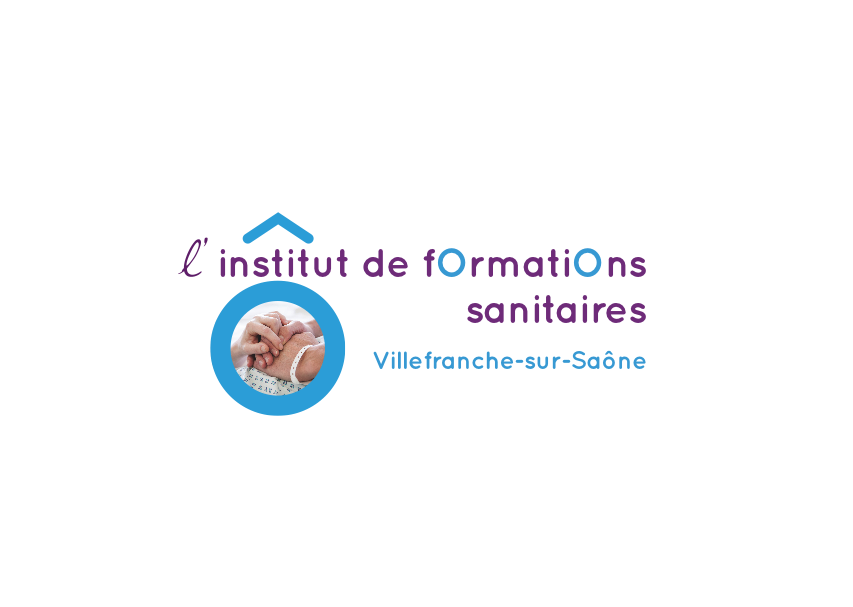 l' institut de fOrmatiOns
sanitaires
Villefranche-sur-Saône